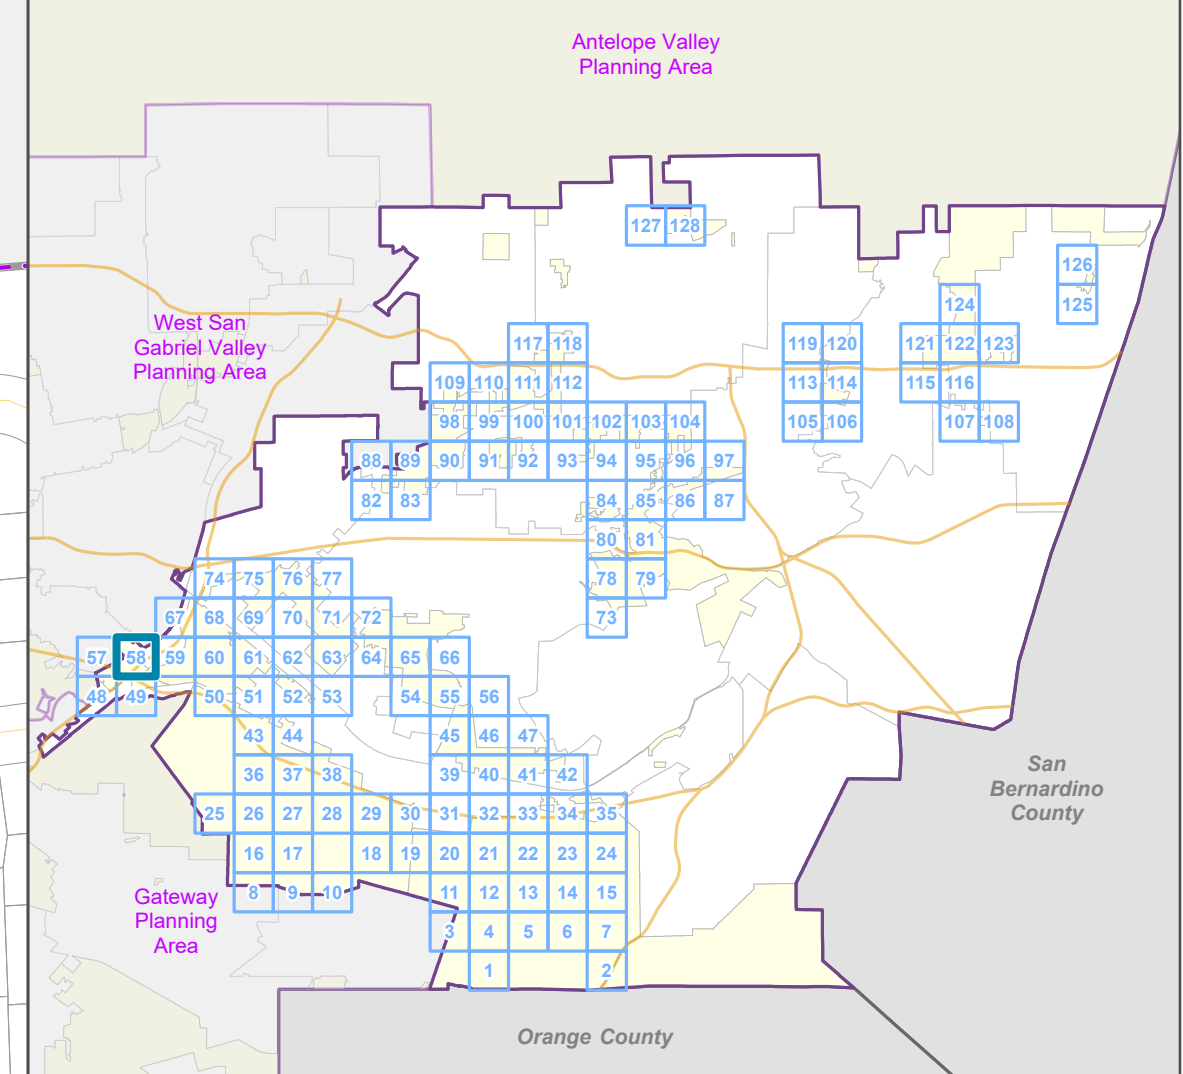 Antelope Valley
Planning Area
127 128
126
124 125
West San
Gabriel Valley
Planning Area
117 118 119 120 121 122 123
109 110 111 112 113 114 115 116
98 99 100 101 102 103 104 105 106 107 108
88 89 90 91 92 93 94 95 96 97
82 83 84 85 86 87
80 81
74 75 76 77 78 79
67 68 69 70 71 72 73
57 58 59 60 61 62 63 64 65 66
48 49 50 51 52 53 54 55 56
43 44 45 46 47
36 37 38 39 40 41 42
San
Bernardino
County
25 26 27 28 29 30 31 32 33 34 35
16 17 18 19 20 21 22 23 24
8 9 10 11 12 13 14 15
Gateway
Planning
Area
3 4 5 6 7
1 2
Orange County